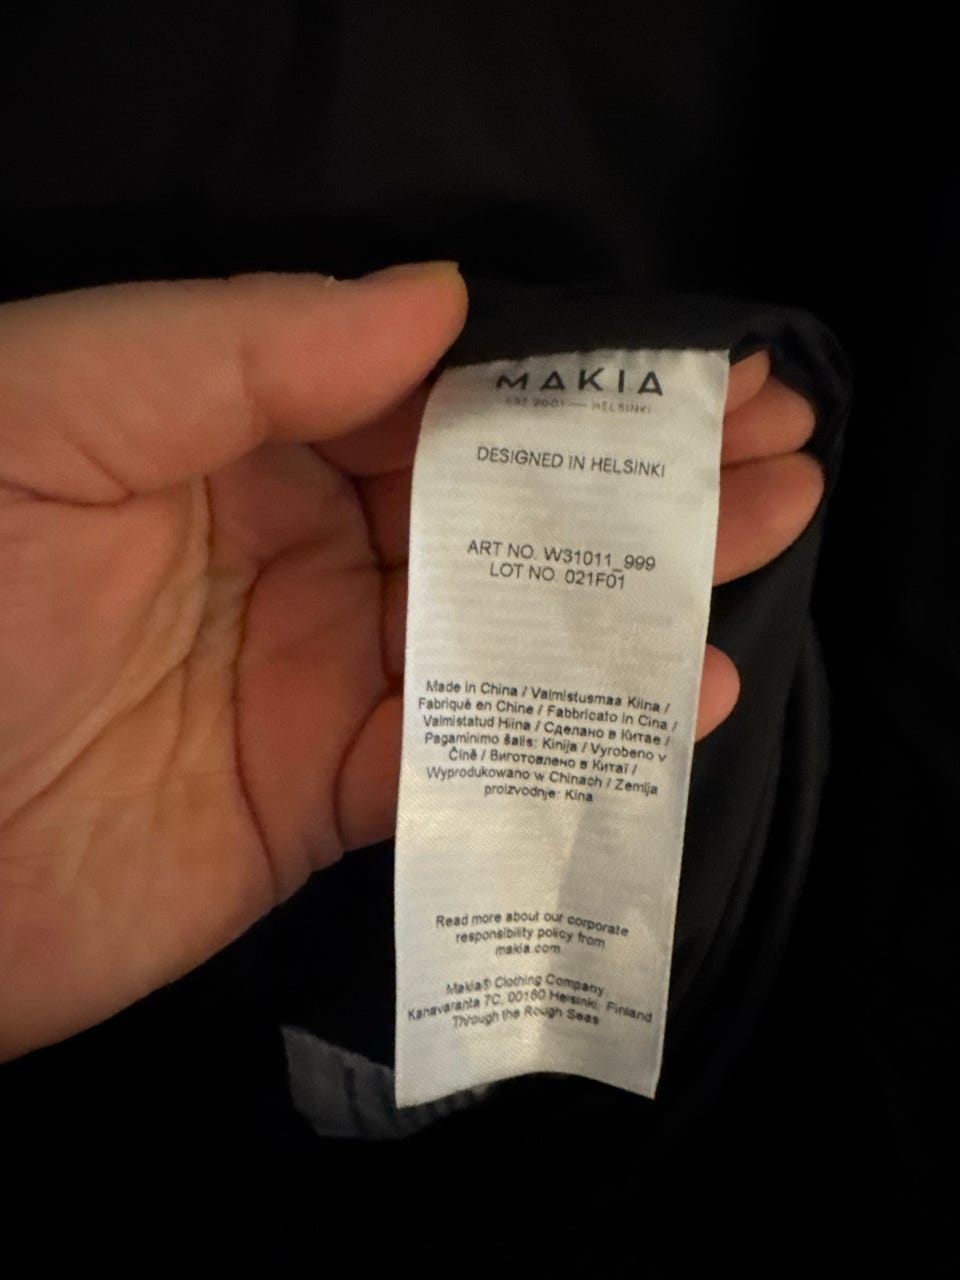 MAKIA
EST. 2001 — HELSINKI
DESIGNED IN HELSINKI
ART NO. W31011_999
LOT NO. 021F01
Made in China / Valmistusmaa Kiina /
Fabriqué en Chine / Fabbricato in Cina /
Valmistatud Hiina / Сделано в Китае /
Pagaminimo šalis: Kinija / Vyrobeno v
Číně / Виготовлено в Китаї /
Wyprodukowano w Chinach / Zemlja
proizvodnje: Kina
Read more about our corporate
responsibility policy from
makia.com
Makia® Clothing Company
Kanavaranta 7C, 00160 Helsinki, Finland
Through the Rough Seas